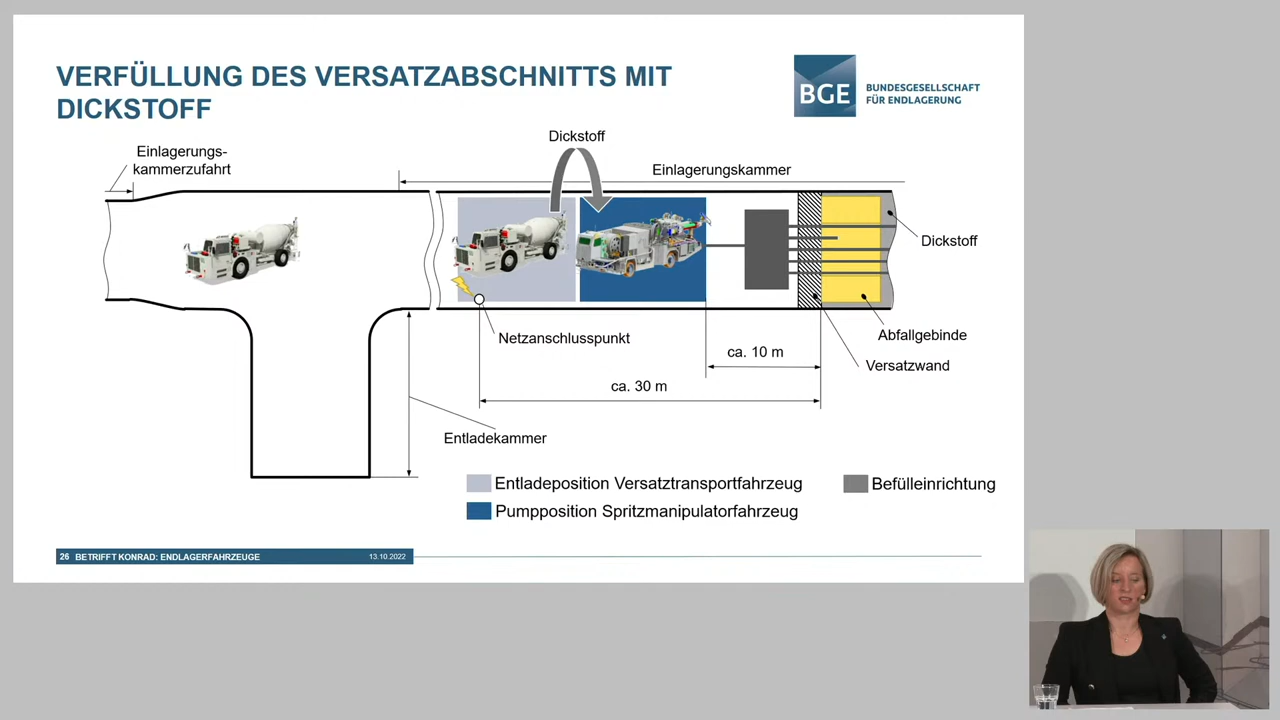 VERFÜLLUNG DES VERSATZABSCHNITTS MIT
DICKSTOFF
BGE
BUNDESGESELLSCHAFT
FÜR ENDLAGERUNG
Dickstoff
Einlagerungs-
kammerzufahrt
Einlagerungskammer
Dickstoff
Netzanschlusspunkt
Abfallgebinde
ca. 10 m
Versatzwand
ca. 30 m
Entladekammer
Entladeposition Versatztransportfahrzeug
Befülleinrichtung
Pumpposition Spritzmanipulatorfahrzeug
26 BETRIFFT KONRAD: ENDLAGERFAHRZEUGE 13.10.2022